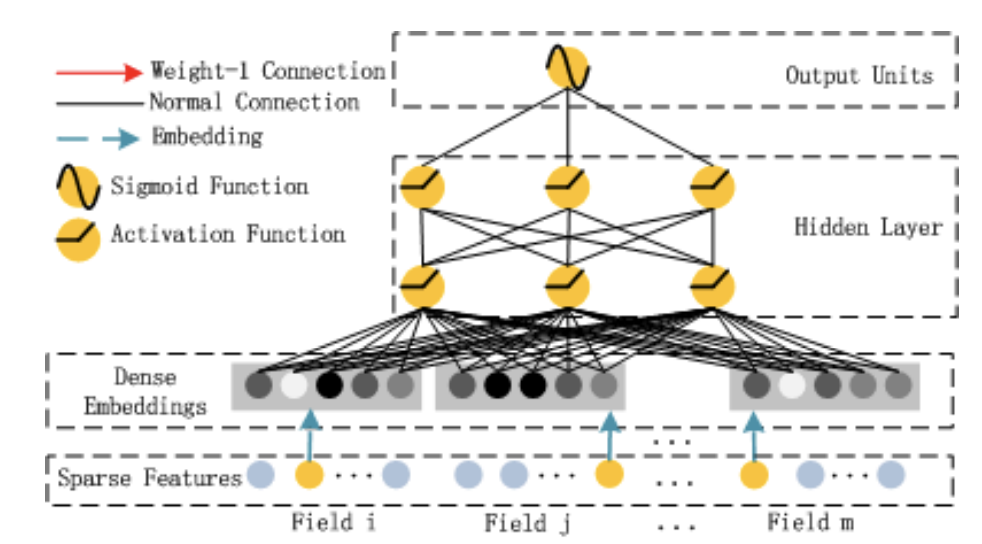 Weight-1 Connection
Normal Connection
Embedding
Sigmoid Function
Activation Function
Output Units
Hidden Layer
Dense
Embeddings
...
Sparse Features ... ... ... ...
Field i Field j ... Field m